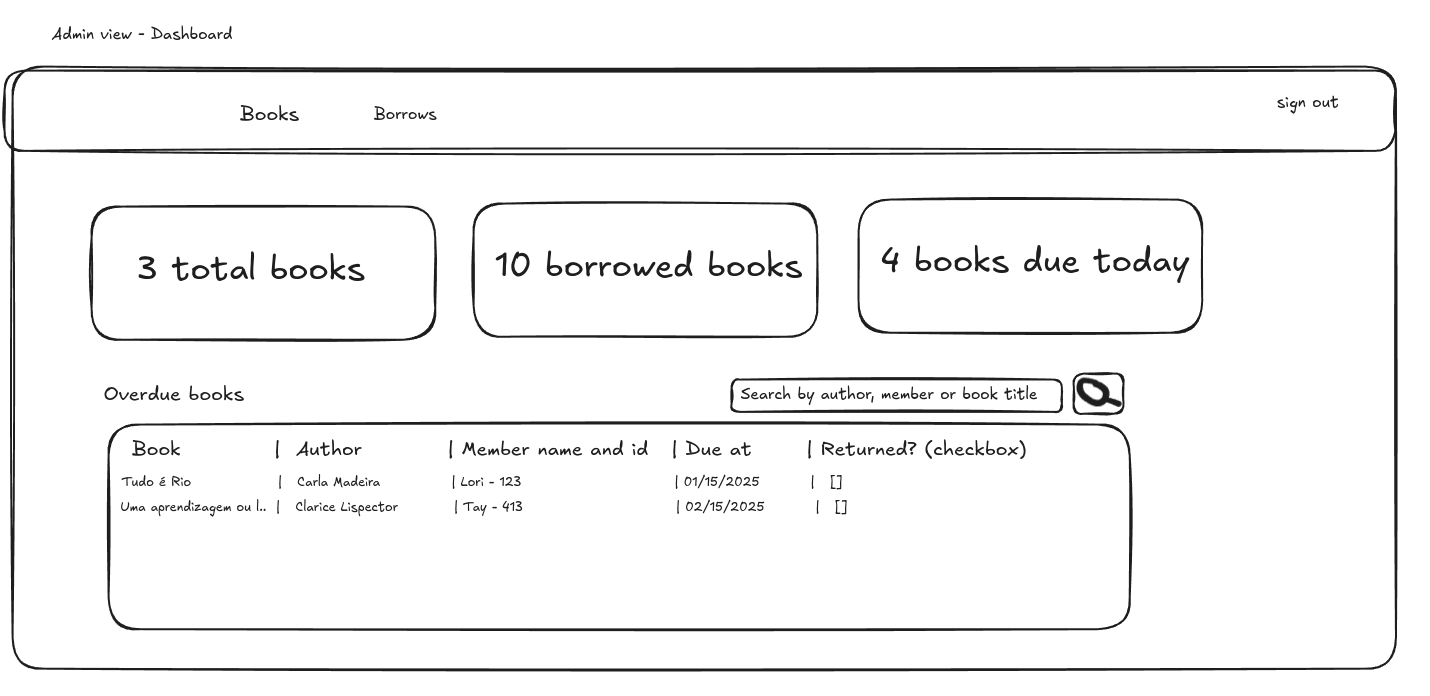 Admin view - Dashboard
Books Borrows sign out
3 total books 10 borrowed books 4 books due today
Overdue books Search by author, member or book title
Book | Author | Member name and id | Due at | Returned? (checkbox)
Tudo é Rio | Carla Madeira | Lori - 123 | 01/15/2025 | []
Uma aprendizagem ou l.. | Clarice Lispector | Tay - 413 | 02/15/2025 | []